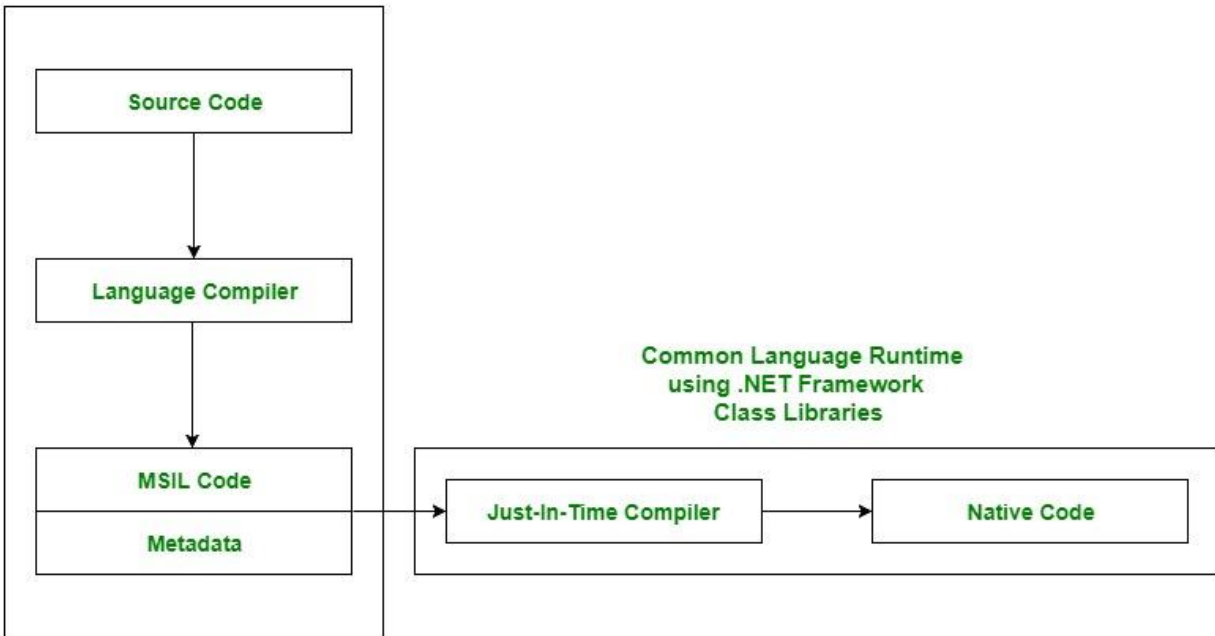 Source Code
Language Compiler
MSIL Code
Metadata
Common Language Runtime
using .NET Framework
Class Libraries
Just-In-Time Compiler
Native Code